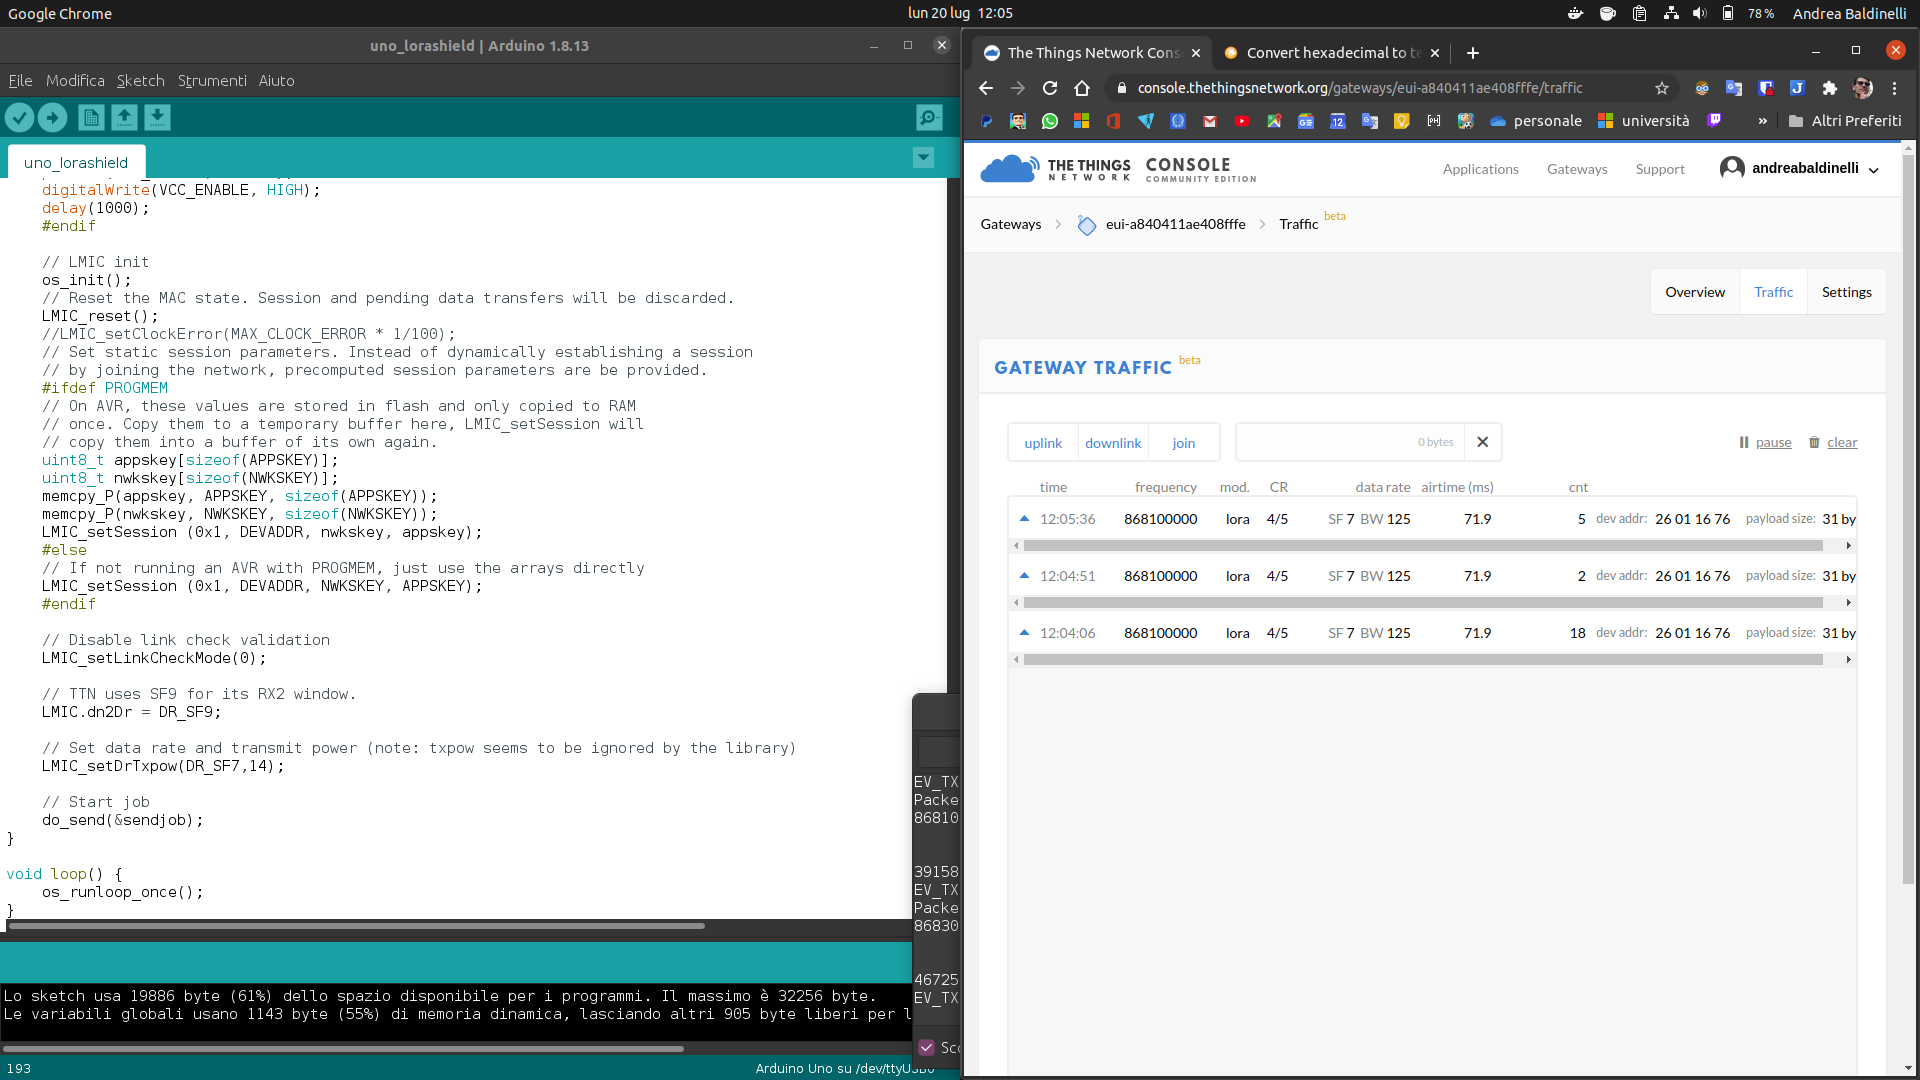 Google Chrome
lun 20 lug 12:05
78 %
Andrea Baldinelli
uno_lorashield | Arduino 1.8.13
File Modifica Sketch Strumenti Aiuto
uno_lorashield
digitalWrite(VCC_ENABLE, HIGH);
delay(1000);
#endif
// LMIC init
os_init();
// Reset the MAC state. Session and pending data transfers will be discarded.
LMIC_reset();
//LMIC_setClockError(MAX_CLOCK_ERROR * 1/100);
// Set static session parameters. Instead of dynamically establishing a session
// by joining the network, precomputed session parameters are be provided.
#ifdef PROGMEM
// On AVR, these values are stored in flash and only copied to RAM
// once. Copy them to a temporary buffer here, LMIC_setSession will
// copy them into a buffer of its own again.
uint8_t appskey[sizeof(APPSKEY)];
uint8_t nwkskey[sizeof(NWKSKEY)];
memcpy_P(appskey, APPSKEY, sizeof(APPSKEY));
memcpy_P(nwkskey, NWKSKEY, sizeof(NWKSKEY));
LMIC_setSession (0x1, DEVADDR, nwkskey, appskey);
#else
// If not running an AVR with PROGMEM, just use the arrays directly
LMIC_setSession (0x1, DEVADDR, NWKSKEY, APPSKEY);
#endif
// Disable link check validation
LMIC_setLinkCheckMode(0);
// TTN uses SF9 for its RX2 window.
LMIC.dn2Dr = DR_SF9;
// Set data rate and transmit power (note: txpow seems to be ignored by the library)
LMIC_setDrTxpow(DR_SF7,14);
// Start job
do_send(&sendjob);
}
void loop() {
os_runloop_once();
}
Lo sketch usa 19886 byte (61%) dello spazio disponibile per i programmi. Il massimo è 32256 byte.
Le variabili globali usano 1143 byte (55%) di memoria dinamica, lasciando altri 905 byte liberi per l
193
Arduino Uno su /dev/ttyUSB0
EV_TX
Packe
86810
39158
EV_TX
Packe
86830
46725
EV_TX
Sco
The Things Network Cons
Convert hexadecimal to te
console.thethingsnetwork.org/gateways/eui-a840411ae408fffe/traffic
personale
università
» Altri Preferiti
THE THINGS NETWORK
CONSOLE
COMMUNITY EDITION
Applications Gateways Support andreabaldinelli
Gateways eui-a840411ae408fffe Traffic beta
Overview Traffic Settings
GATEWAY TRAFFIC beta
uplink downlink join 0 bytes pause clear
time frequency mod. CR data rate airtime (ms) cnt
12:05:36 868100000 lora 4/5 SF 7 BW 125 71.9 5 dev addr: 26 01 16 76 payload size: 31 by
12:04:51 868100000 lora 4/5 SF 7 BW 125 71.9 2 dev addr: 26 01 16 76 payload size: 31 by
12:04:06 868100000 lora 4/5 SF 7 BW 125 71.9 18 dev addr: 26 01 16 76 payload size: 31 by